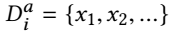 $D_i^a = \{x_1, x_2, ...\}$